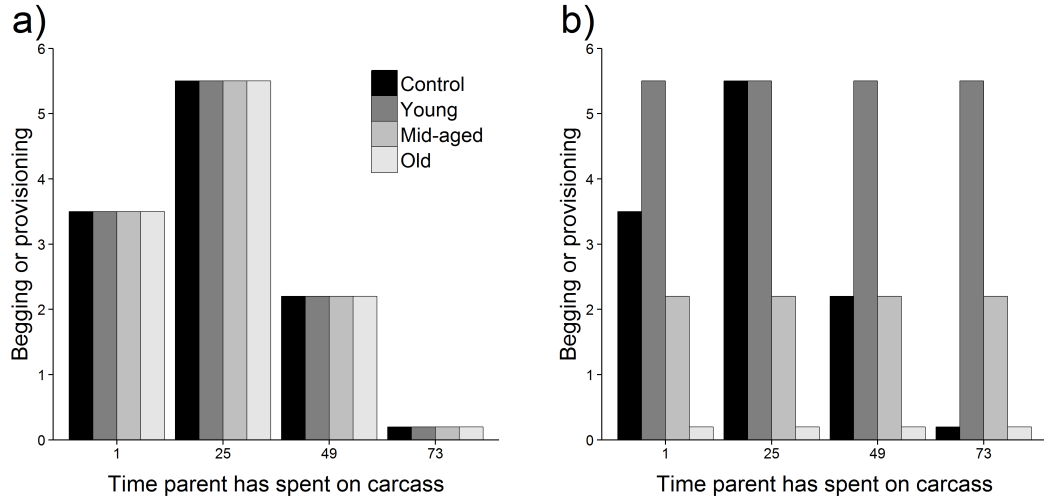 a)
Begging or provisioning
6
5
4
3
2
1
0
Control
Young
Mid-aged
Old
1 25 49 73
Time parent has spent on carcass
b)
Begging or provisioning
6
5
4
3
2
1
0
1 25 49 73
Time parent has spent on carcass